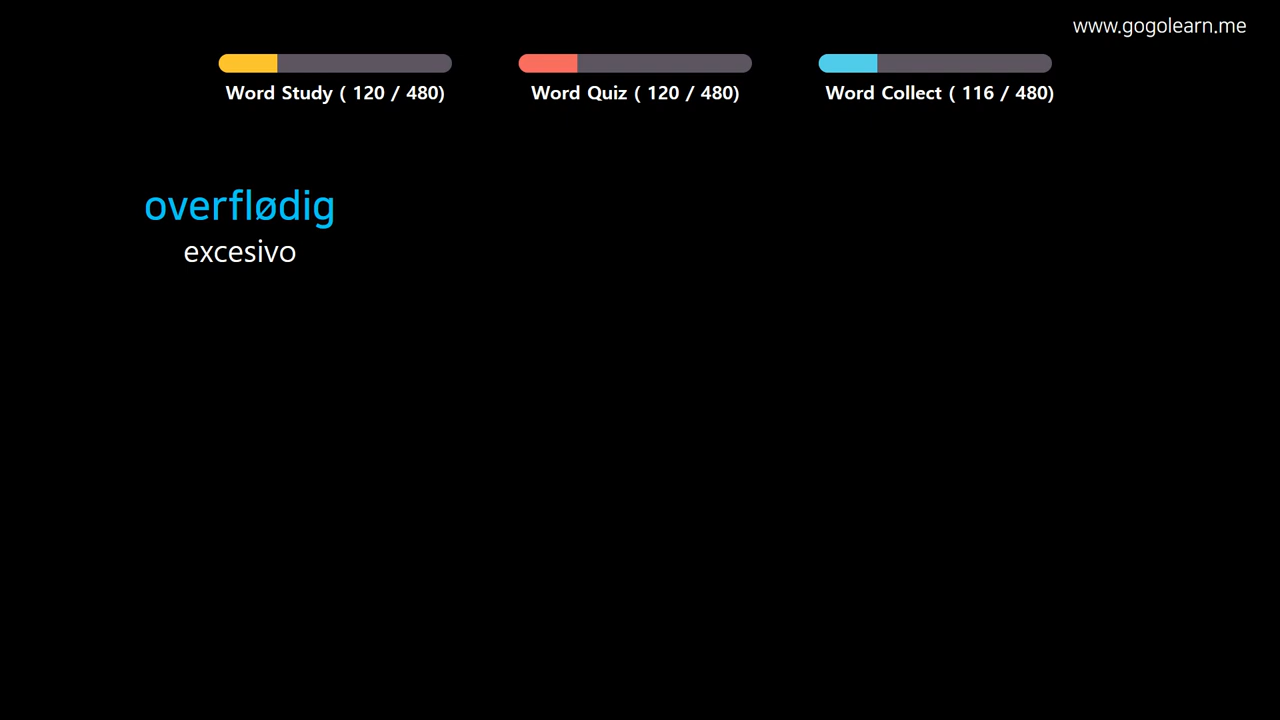 www.gogolearn.me
Word Study ( 120 / 480)
Word Quiz ( 120 / 480)
Word Collect ( 116 / 480)
overflødig
excesivo